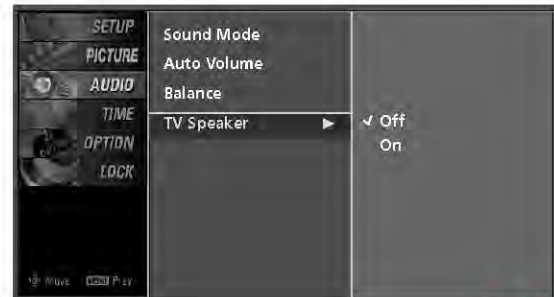 SETUP
PICTURE
AUDIO
TIME
OPTION
LOCK
Sound Mode
Auto Volume
Balance
TV Speaker ▶
✓ Off
On
Move Prev